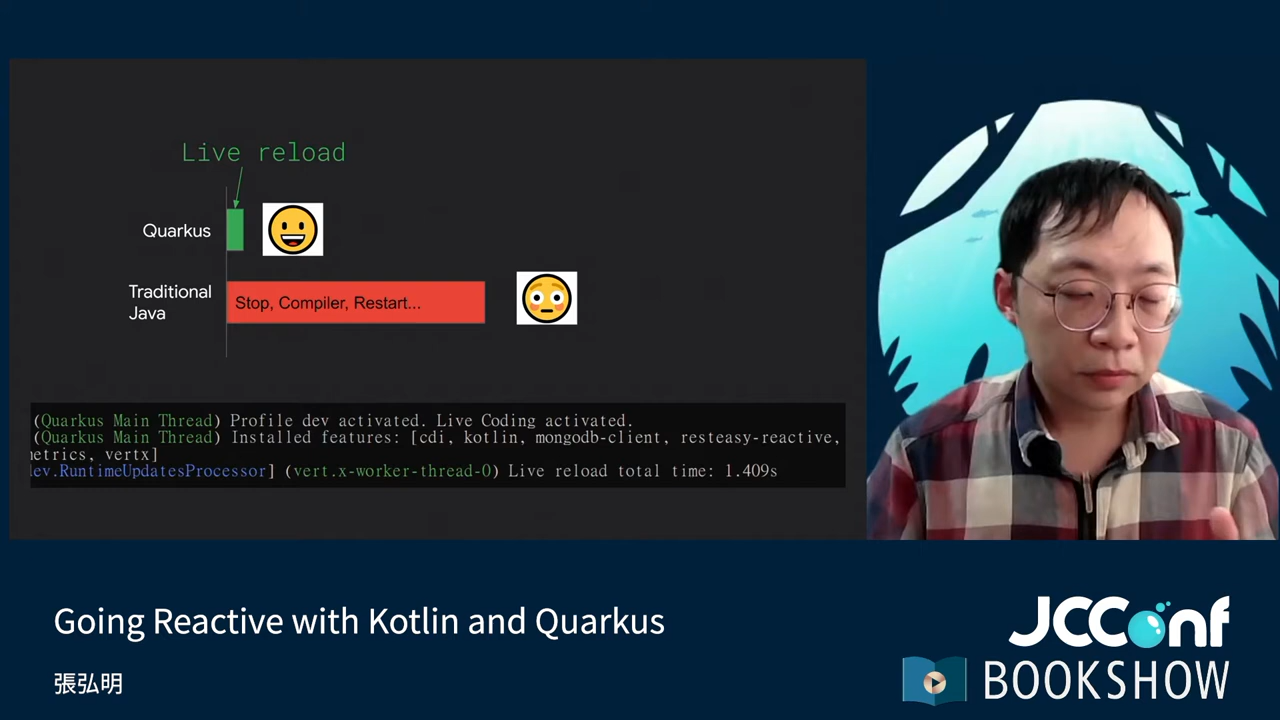 Live reload
Quarkus
Traditional
Java
Stop, Compiler, Restart...
(Quarkus Main Thread) Profile dev activated. Live Coding activated.
(Quarkus Main Thread) Installed features: [cdi, kotlin, mongodb-client, resteasy-reactive,
etrics, vertx]
dev.RuntimeUpdatesProcessor] (vert.x-worker-thread-0) Live reload total time: 1.409s
Going Reactive with Kotlin and Quarkus
張弘明
JCConf
BOOKSHOW